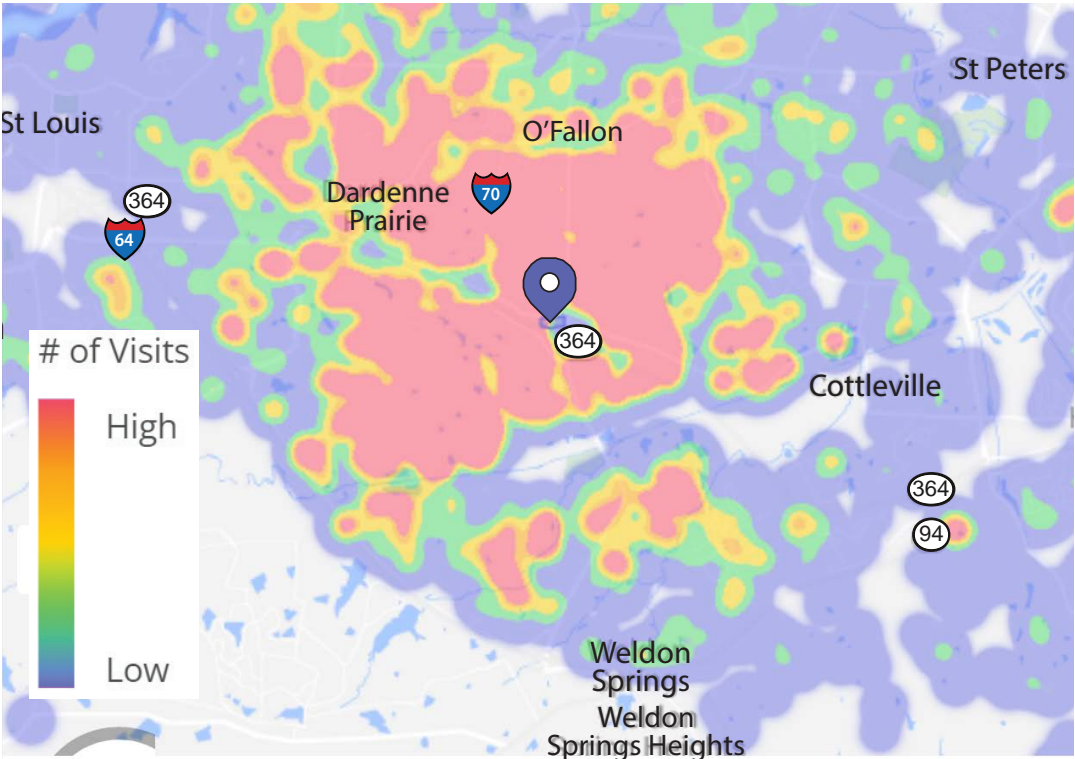 St Peters
St Louis
O'Fallon
Dardenne
Prairie
70
364
64
364
# of Visits
High
Low
Cottleville
364
94
Weldon
Springs
Weldon
Springs Heights